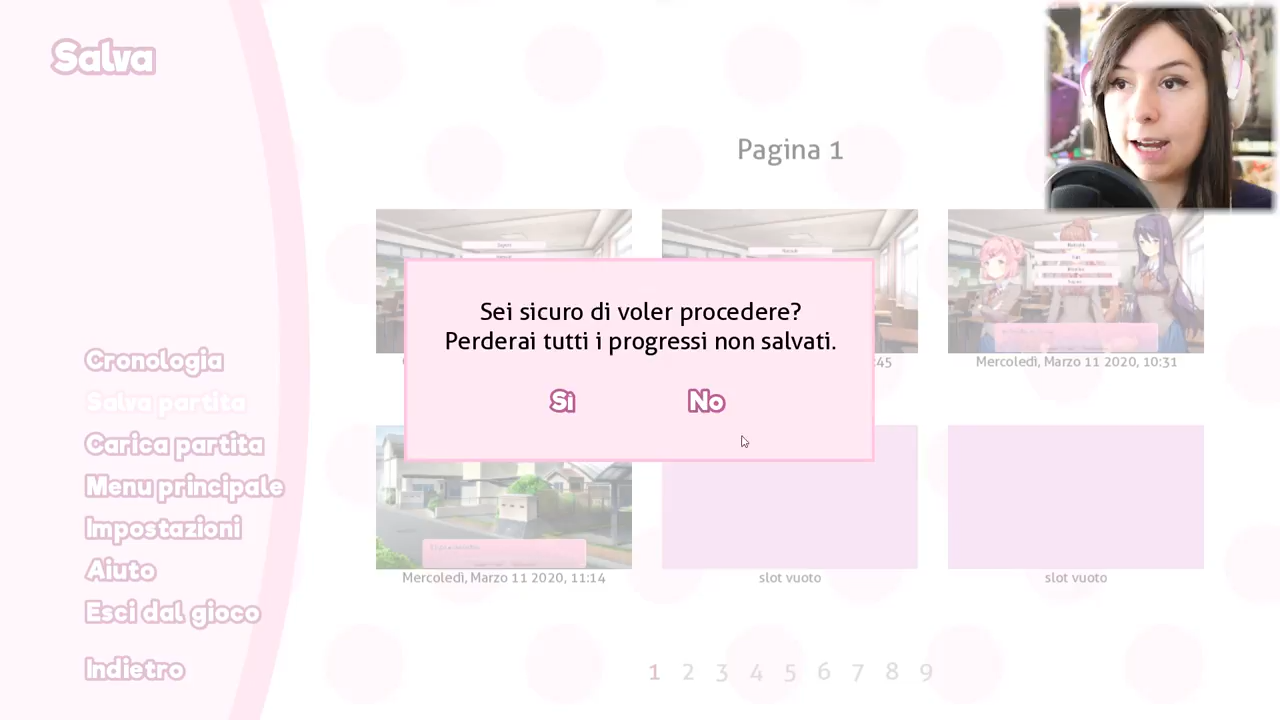 Salva
Pagina 1
Sei sicuro di voler procedere?
Perderai tutti i progressi non salvati.
Sì
No
45
Mercoledì, Marzo 11 2020, 10:31
Cronologia
Salva partita
Carica partita
Menu principale
Impostazioni
Aiuto
Esci dal gioco
Indietro
Mercoledì, Marzo 11 2020, 11:14
slot vuoto
slot vuoto
1 2 3 4 5 6 7 8 9